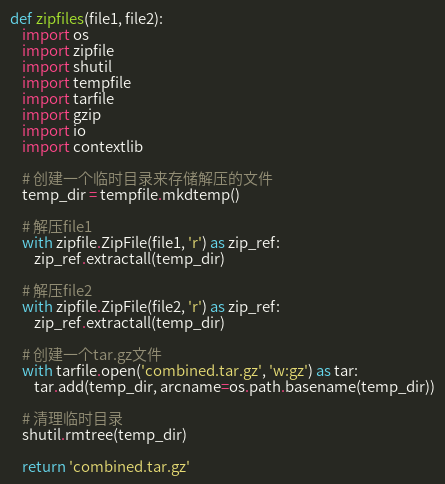 def zipfiles(file1, file2):
    import os
    import zipfile
    import shutil
    import tempfile
    import tarfile
    import gzip
    import io
    import contextlib

    # 创建一个临时目录来存储解压的文件
    temp_dir = tempfile.mkdtemp()

    # 解压file1
    with zipfile.ZipFile(file1, 'r') as zip_ref:
        zip_ref.extractall(temp_dir)

    # 解压file2
    with zipfile.ZipFile(file2, 'r') as zip_ref:
        zip_ref.extractall(temp_dir)

    # 创建一个tar.gz文件
    with tarfile.open('combined.tar.gz', 'w:gz') as tar:
        tar.add(temp_dir, arcname=os.path.basename(temp_dir))

    # 清理临时目录
    shutil.rmtree(temp_dir)

    return 'combined.tar.gz'